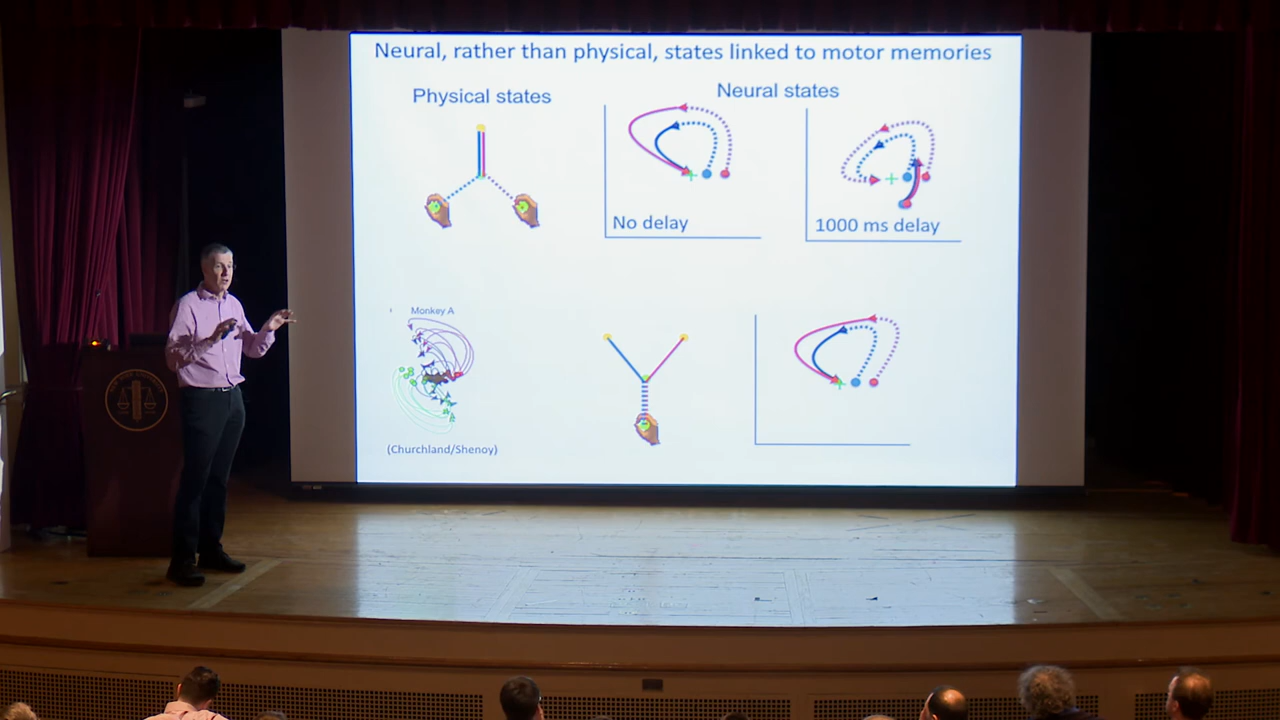 Neural, rather than physical, states linked to motor memories
Physical states
Neural states
No delay
1000 ms delay
Monkey A
(Churchland/Shenoy)